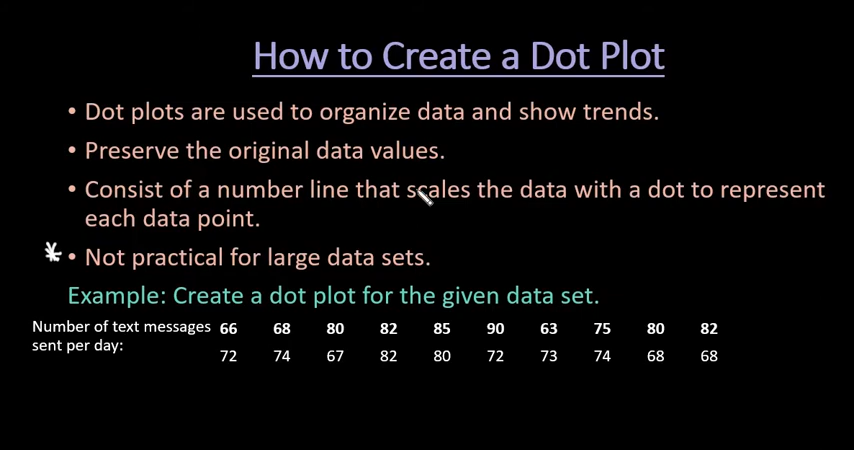 How to Create a Dot Plot
• Dot plots are used to organize data and show trends.
• Preserve the original data values.
• Consist of a number line that scales the data with a dot to represent
each data point.
* • Not practical for large data sets.
Example: Create a dot plot for the given data set.
Number of text messages 66 68 80 82 85 90 63 75 80 82
sent per day:
72 74 67 82 80 72 73 74 68 68